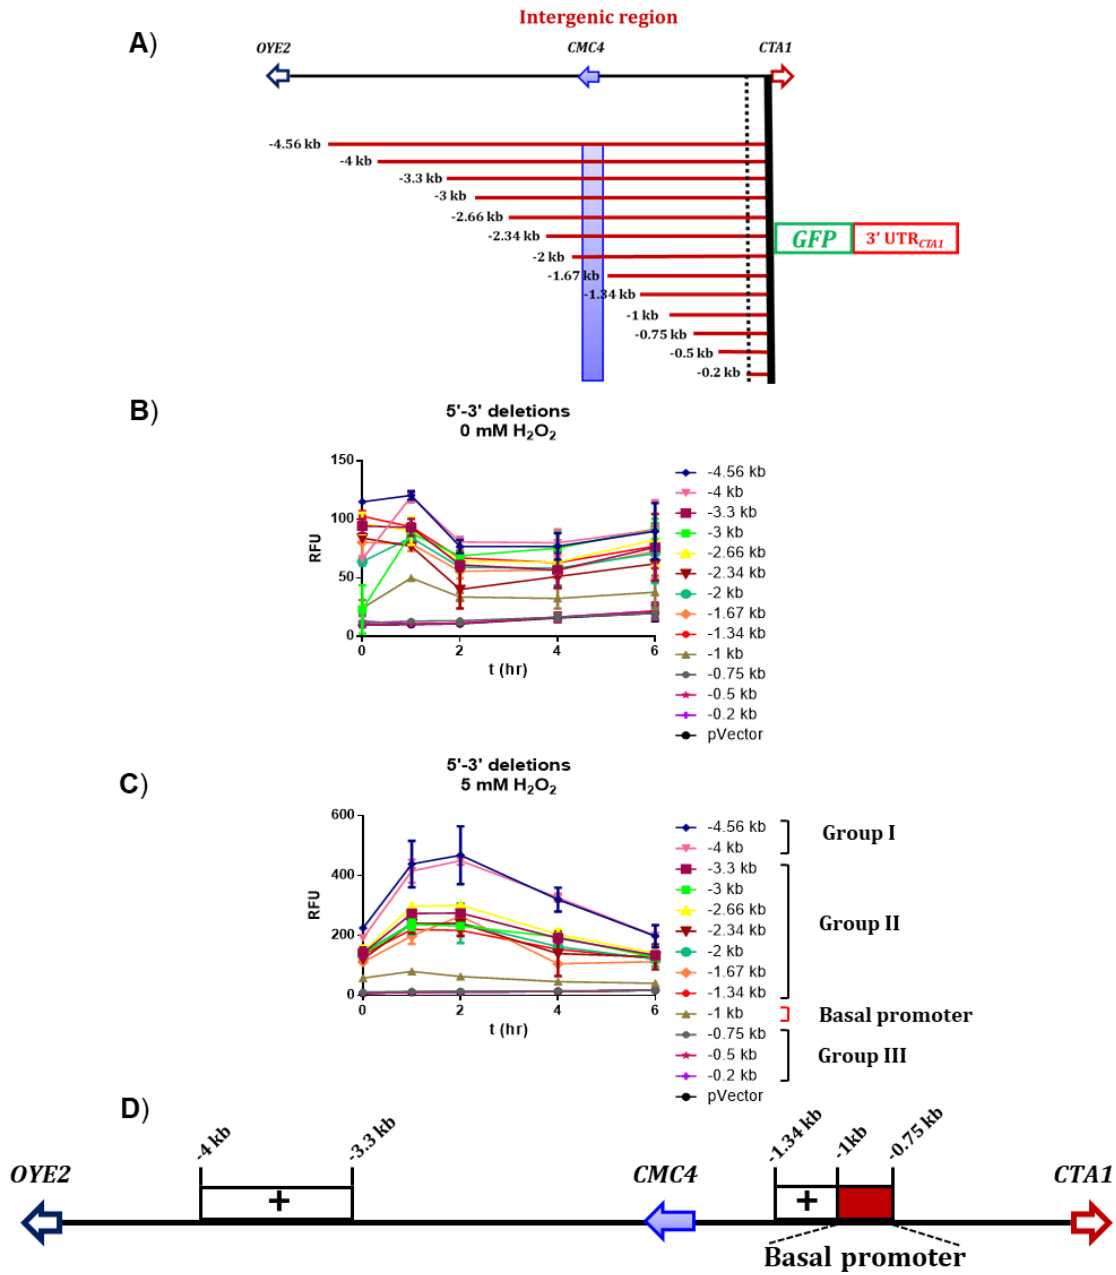 A)
Intergenic region
OYE2
CMC4
CTA1
-4.56 kb
-4 kb
-3.3 kb
-3 kb
-2.66 kb
-2.34 kb
-2 kb
-1.67 kb
-1.34 kb
-1 kb
-0.75 kb
-0.5 kb
-0.2 kb
GFP
3' UTRCTA1
B)
5'-3' deletions
0 mM H2O2
150
100
50
0
RFU
0
2
4
6
t (hr)
-4.56 kb
-4 kb
-3.3 kb
-3 kb
-2.66 kb
-2.34 kb
-2 kb
-1.67 kb
-1.34 kb
-1 kb
-0.75 kb
-0.5 kb
-0.2 kb
pVector
C)
5'-3' deletions
5 mM H2O2
600
400
200
0
RFU
0
2
4
6
t (hr)
-4.56 kb
-4 kb
-3.3 kb
-3 kb
-2.66 kb
-2.34 kb
-2 kb
-1.67 kb
-1.34 kb
-1 kb
-0.75 kb
-0.5 kb
-0.2 kb
pVector
Group I
Group II
Basal promoter
Group III
D)
-4 kb
-3.3 kb
-1.34 kb
-1kb
-0.75 kb
OYE2
+
CMC4
+
CTA1
Basal promoter